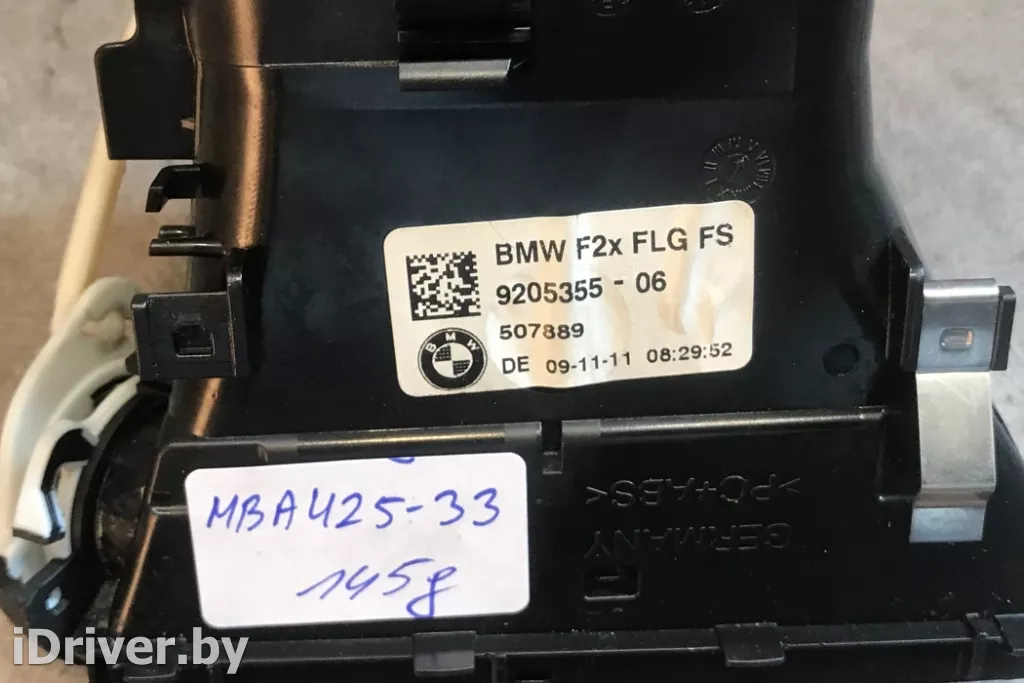 BMW F2x FLG FS
9205355 - 06
507889
BMW
DE 09-11-11 08:29:52
>PC+ABS<
GERMANY
MBA425-33
145g
iDriver.by